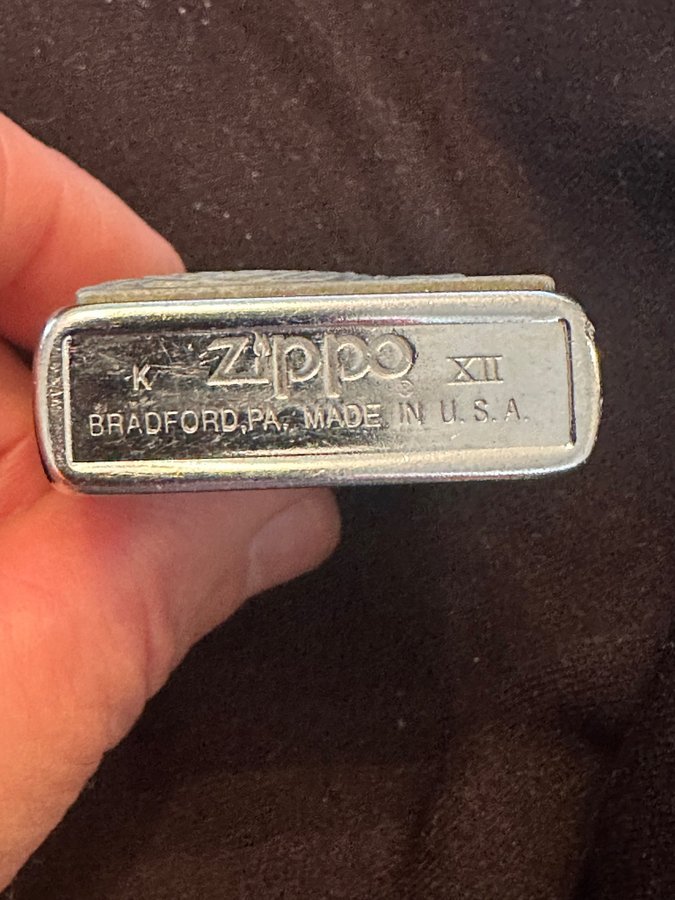 K Zippo ® XII
BRADFORD,PA. MADE IN U.S.A.